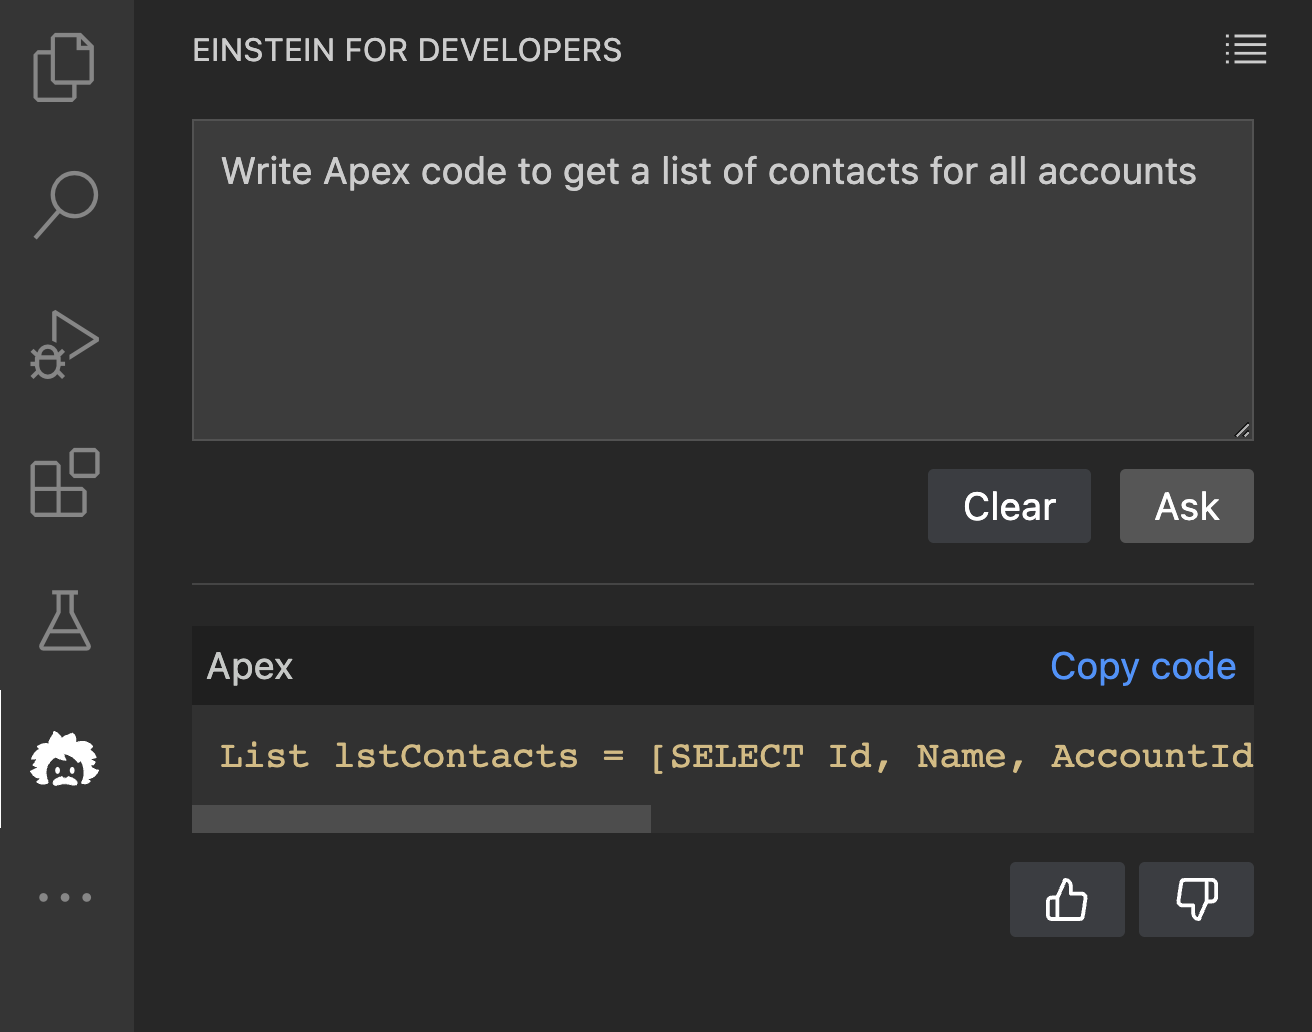 EINSTEIN FOR DEVELOPERS
Write Apex code to get a list of contacts for all accounts
Clear
Ask
Apex
Copy code
List lstContacts = [SELECT Id, Name, AccountId